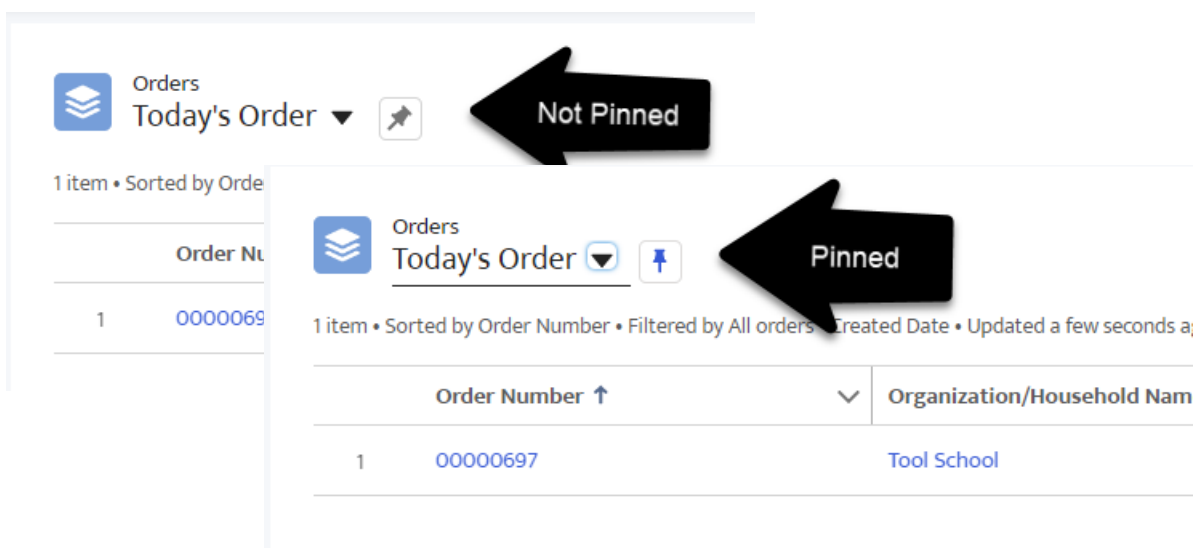 Orders
Today's Order
Not Pinned
1 item • Sorted by Orde
Order Nu
1 0000069
Orders
Today's Order
Pinned
1 item • Sorted by Order Number • Filtered by All orders Created Date • Updated a few seconds ag
Order Number ↑ Organization/Household Nam
1 00000697 Tool School